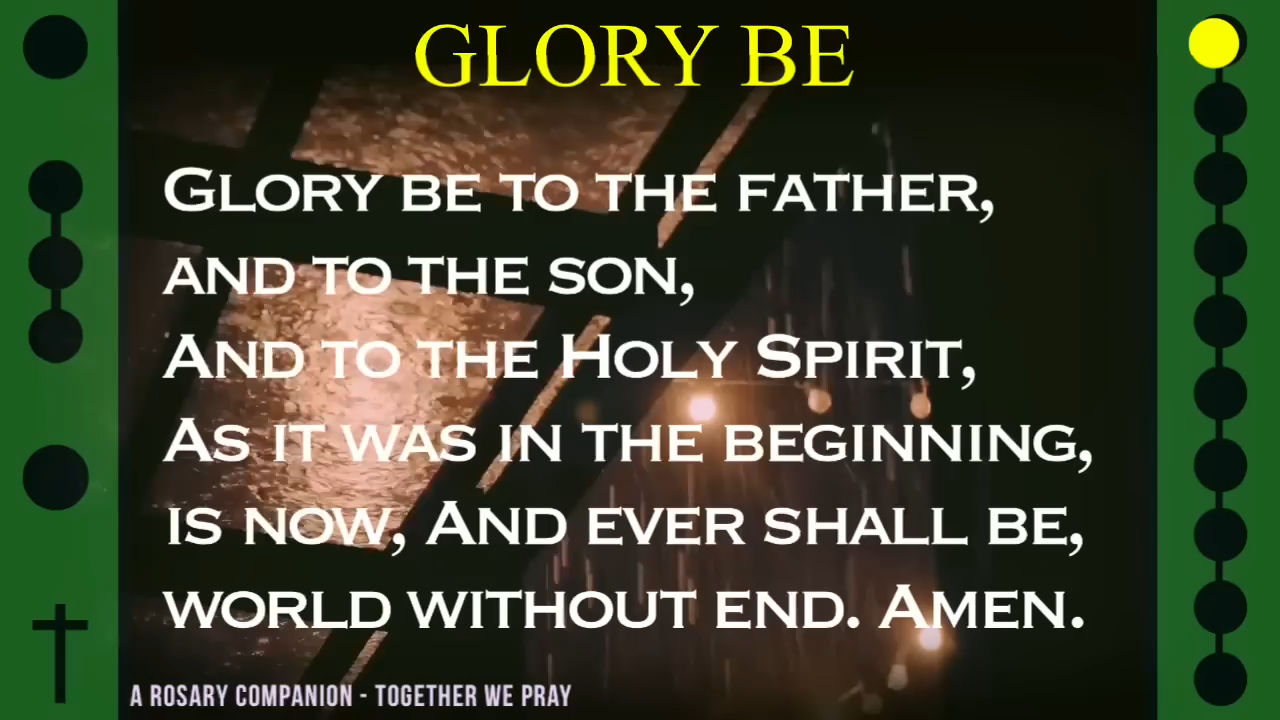 GLORY BE
GLORY BE TO THE FATHER,
AND TO THE SON,
AND TO THE HOLY SPIRIT,
AS IT WAS IN THE BEGINNING,
IS NOW, AND EVER SHALL BE,
WORLD WITHOUT END. AMEN.
A ROSARY COMPANION - TOGETHER WE PRAY